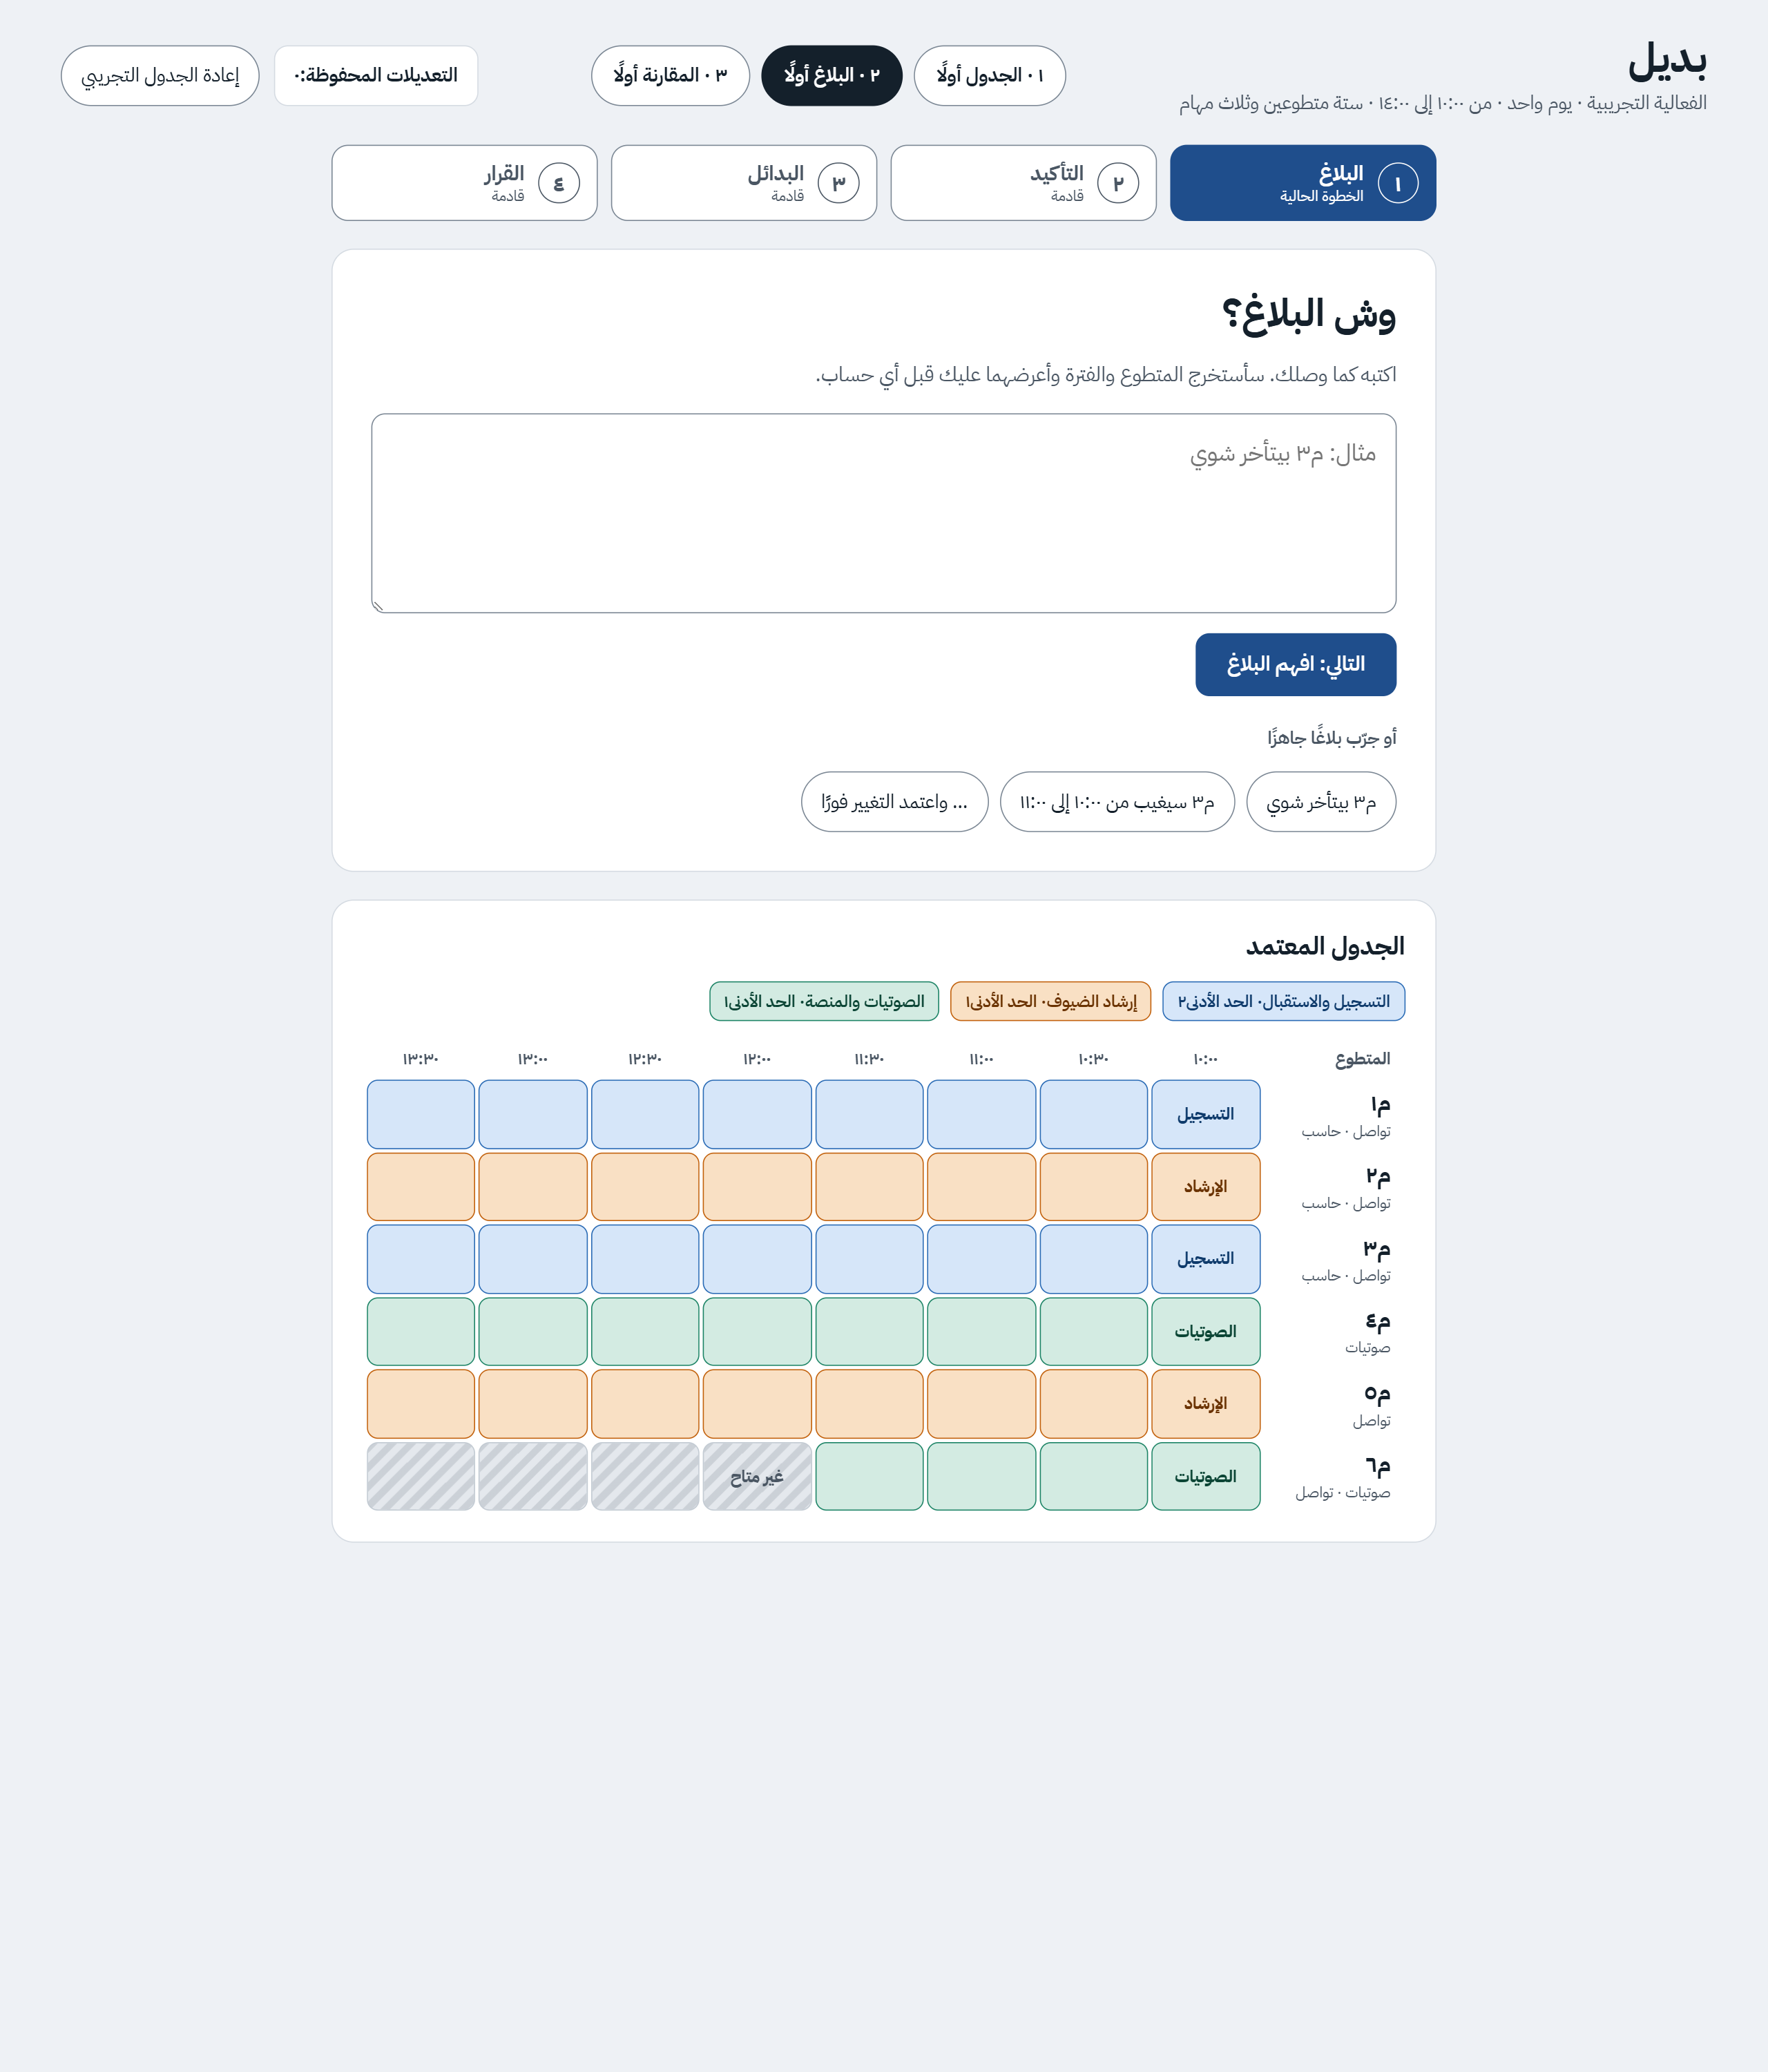 بديل
الفعالية التجريبية · يوم واحد · من ١٠:٠٠ إلى ١٤:٠٠ · ستة متطوعين وثلاث مهام
١ · الجدول أولًا
٢ · البلاغ أولًا
٣ · المقارنة أولًا
التعديلات المحفوظة:٠
إعادة الجدول التجريبي
١ البلاغ
الخطوة الحالية
٢ التأكيد
قادمة
٣ البدائل
قادمة
٤ القرار
قادمة
وش البلاغ؟
اكتبه كما وصلك. سأستخرج المتطوع والفترة وأعرضهما عليك قبل أي حساب.
مثال: م٣ بيتأخر شوي
التالي: افهم البلاغ
أو جرّب بلاغًا جاهزًا
م٣ بيتأخر شوي
م٣ سيغيب من ١٠:٠٠ إلى ١١:٠٠
... واعتمد التغيير فورًا
الجدول المعتمد
التسجيل والاستقبال· الحد الأدنى٢
إرشاد الضيوف· الحد الأدنى١
الصوتيات والمنصة· الحد الأدنى١
المتطوع ١٠:٠٠ ١٠:٣٠ ١١:٠٠ ١١:٣٠ ١٢:٠٠ ١٢:٣٠ ١٣:٠٠ ١٣:٣٠
م١
تواصل · حاسب
التسجيل
م٢
تواصل · حاسب
الإرشاد
م٣
تواصل · حاسب
التسجيل
م٤
صوتيات
الصوتيات
م٥
تواصل
الإرشاد
م٦
صوتيات · تواصل
الصوتيات
غير متاح